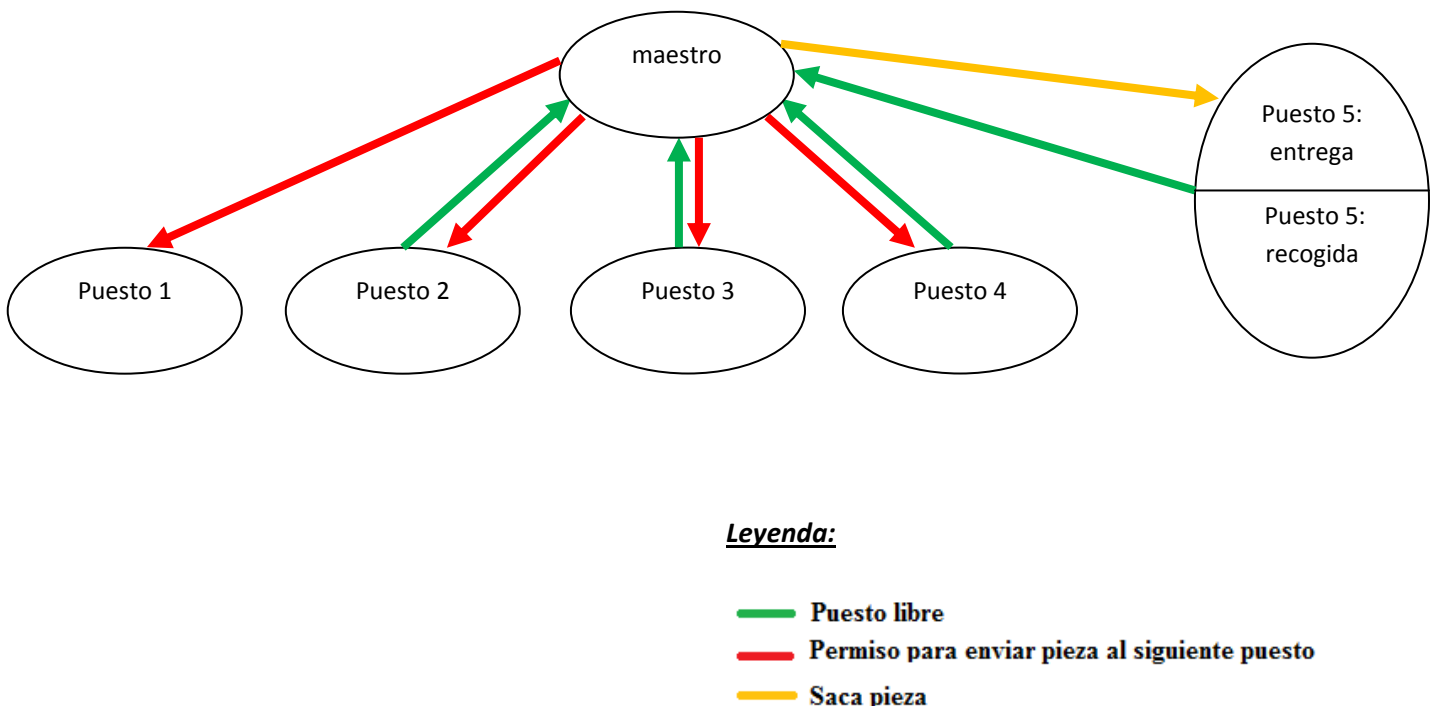 maestro
Puesto 5:
entrega
Puesto 5:
recogida
Puesto 1
Puesto 2
Puesto 3
Puesto 4
Leyenda:
Puesto libre
Permiso para enviar pieza al siguiente puesto
Saca pieza